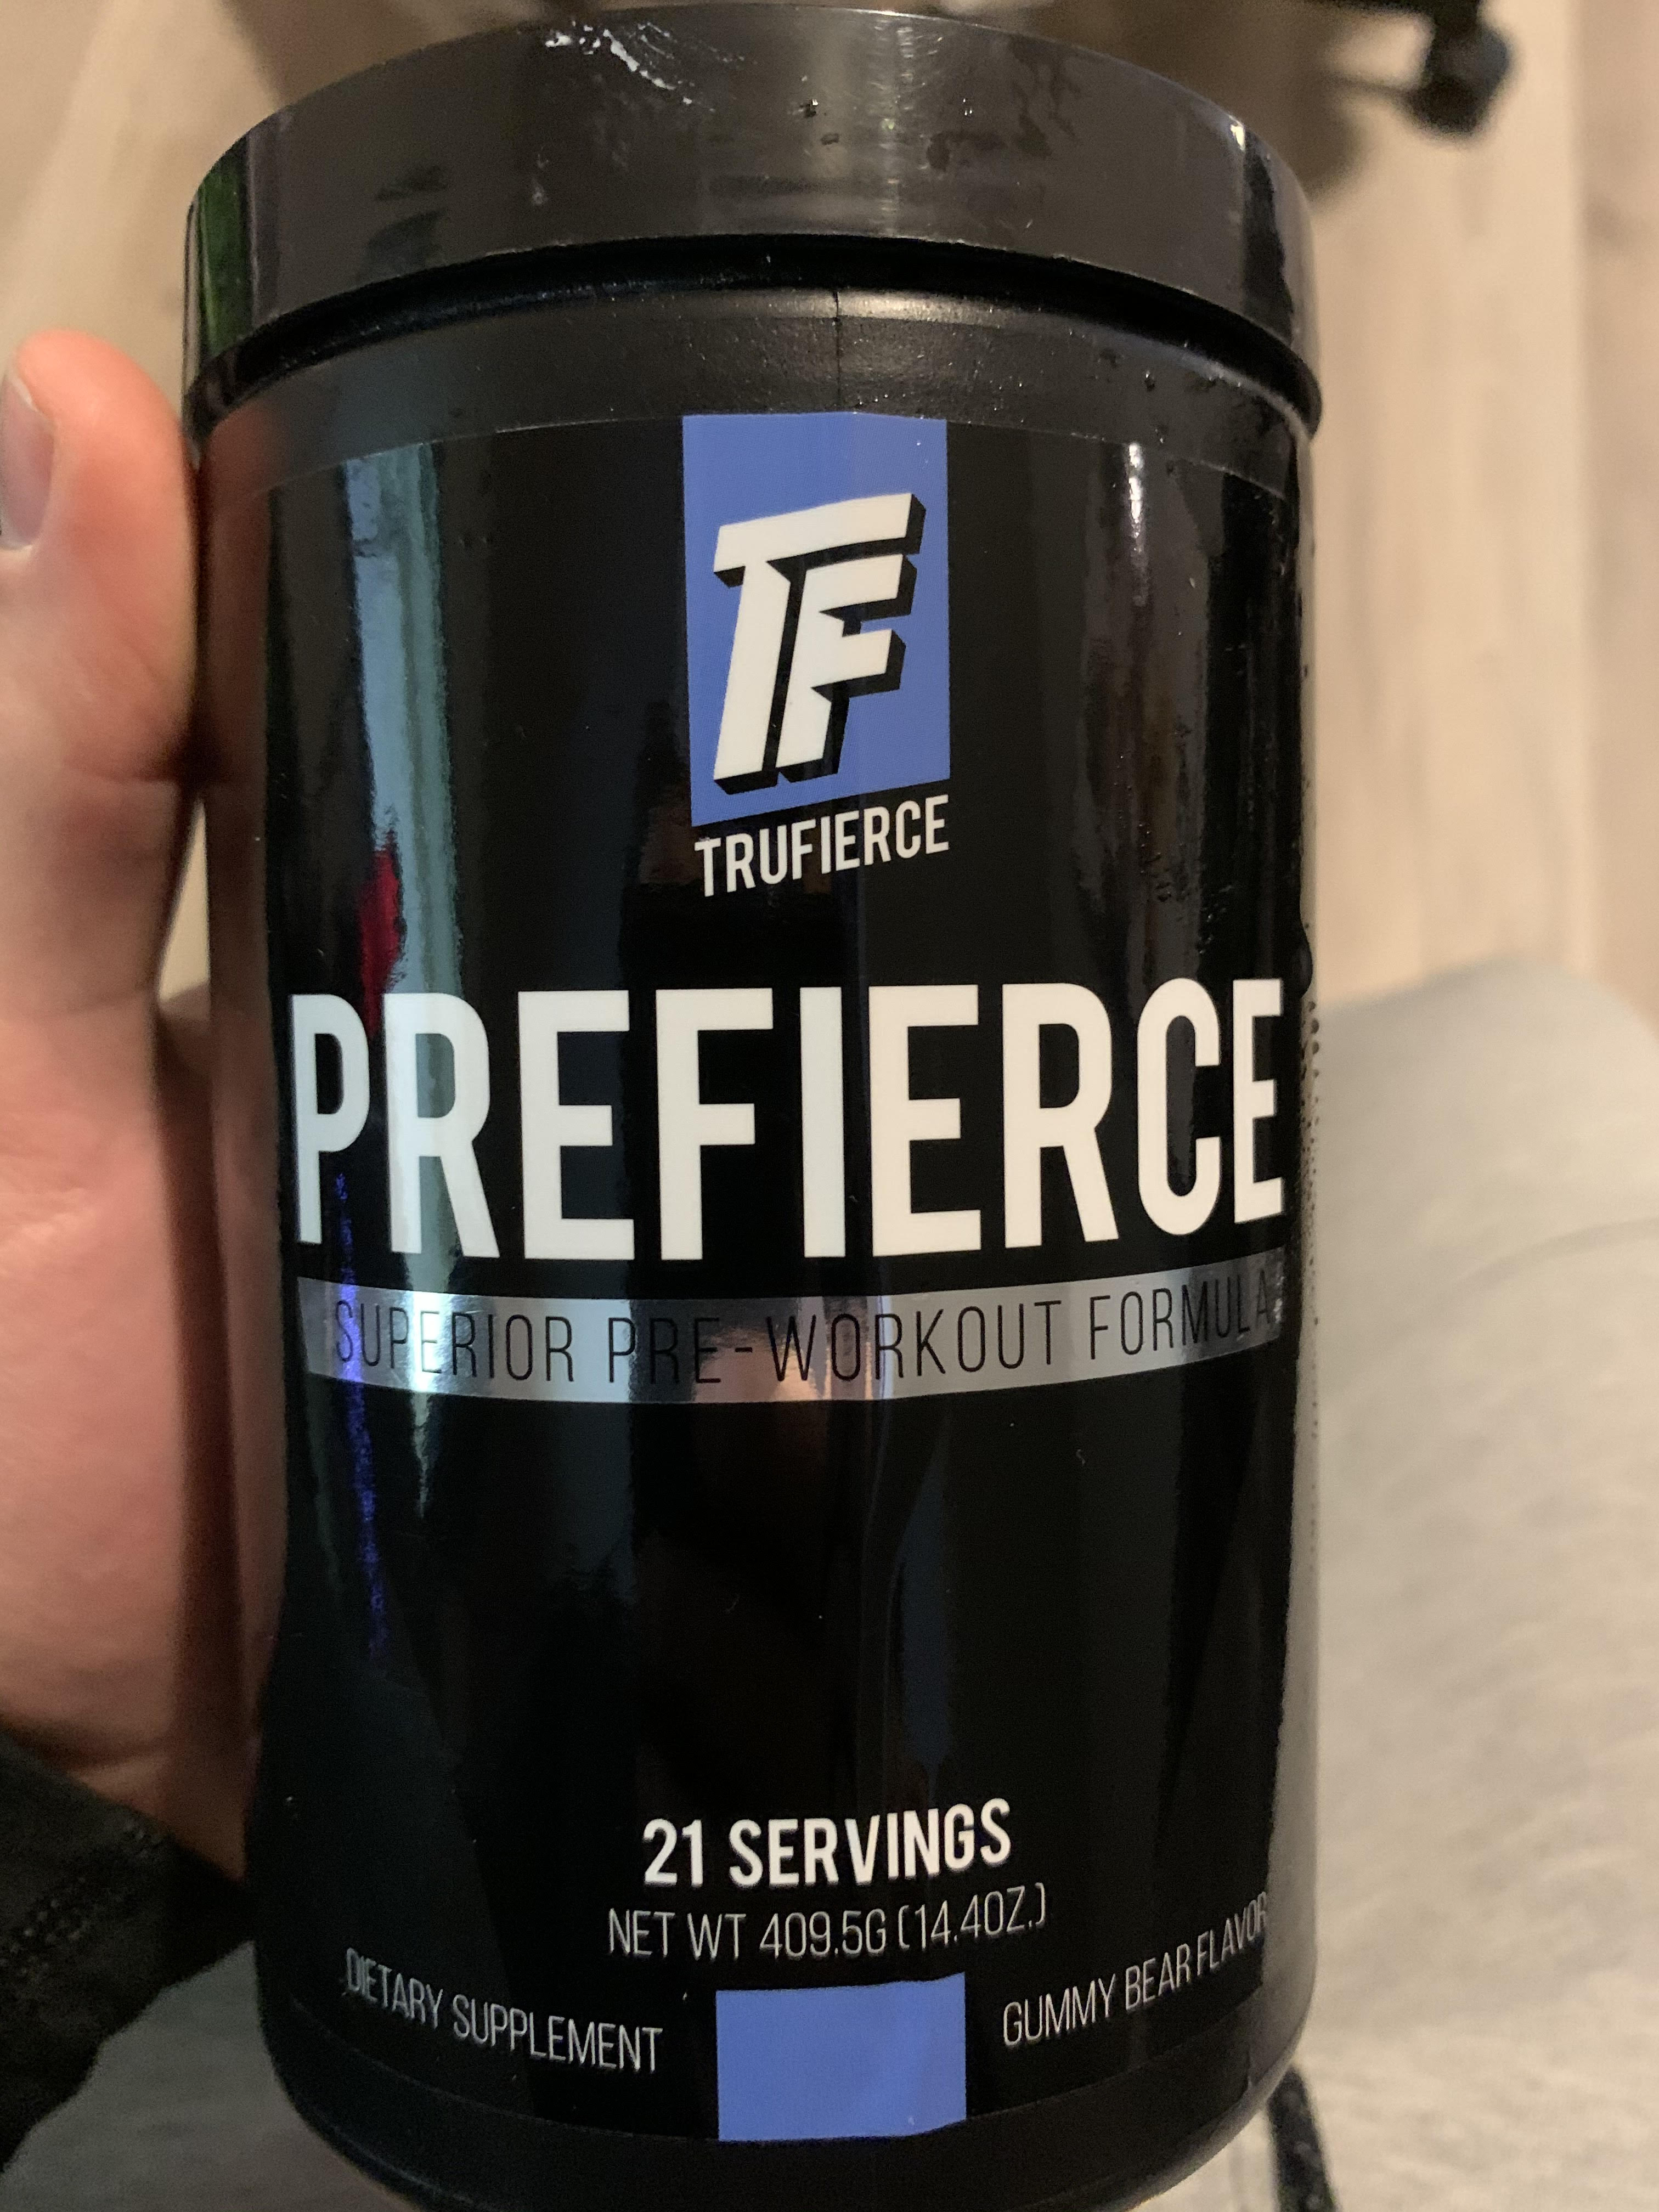 TF
TRUFIERCE
PREFIERCE
SUPERIOR PRE-WORKOUT FORMULA
21 SERVINGS
NET WT 409.5G (14.4OZ.)
DIETARY SUPPLEMENT
GUMMY BEAR FLAVOR